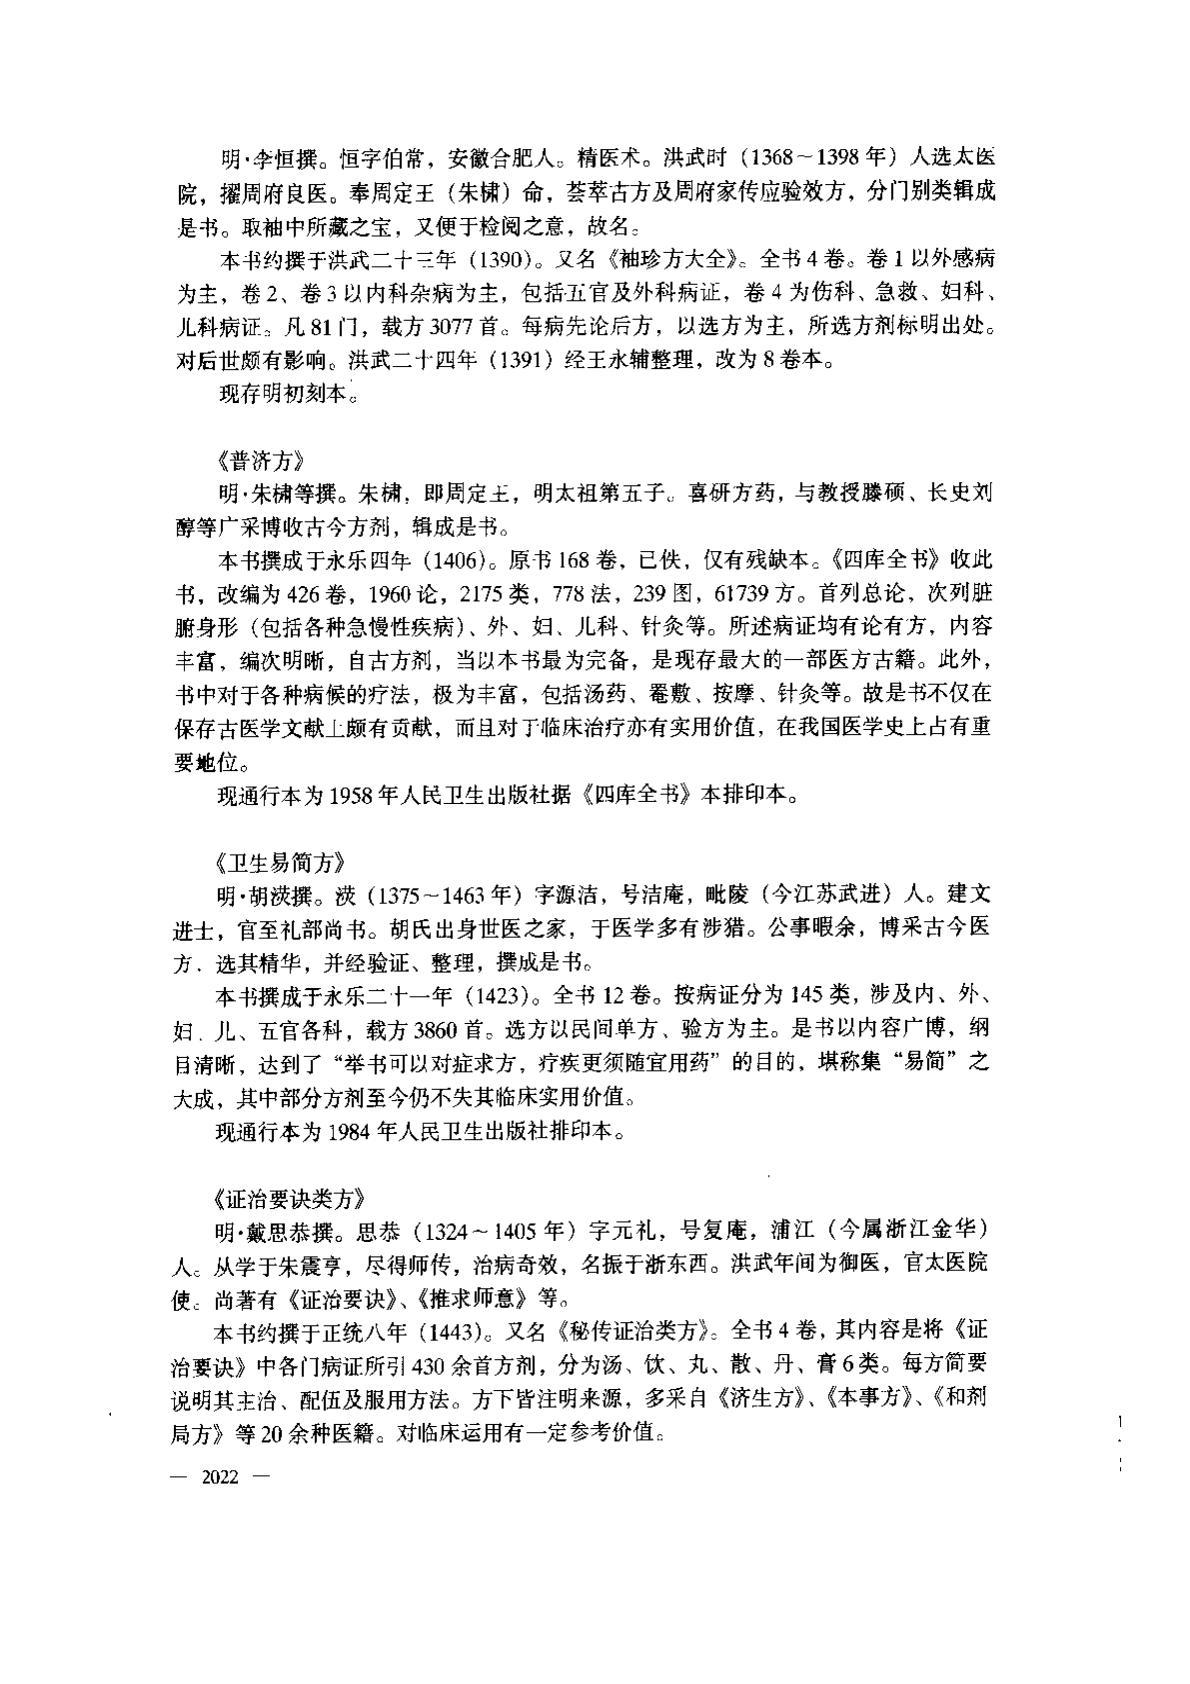 明·李恒撰。恒字伯常，安徽合肥人。精医术。洪武时（1368～1398年）人选太医
院，擢周府良医。奉周定王（朱橚）命，荟萃古方及周府家传应验效方，分门别类辑成
是书。取袖中所藏之宝，又便于检阅之意，故名。
本书约撰于洪武二十三年（1390）。又名《袖珍方大全》。全书4卷。卷1以外感病
为主，卷2、卷3以内科杂病为主，包括五官及外科病证，卷4为伤科、急救、妇科、
儿科病证。凡81门，载方3077首。每病先论后方，以选方为主，所选方剂标明出处。
对后世颇有影响。洪武二十四年（1391）经王永辅整理，改为8卷本。
现存明初刻本。
《普济方》
明·朱橚等撰。朱橚，即周定王，明太祖第五子。喜研方药，与教授滕硕、长史刘
醇等广采博收古今方剂，辑成是书。
本书撰成于永乐四年（1406）。原书168卷，已佚，仅有残缺本。《四库全书》收此
书，改编为426卷，1960论，2175类，778法，239图，61739方。首列总论，次列脏
腑身形（包括各种急慢性疾病）、外、妇、儿科、针灸等。所述病证均有论有方，内容
丰富，编次明晰，自古方剂，当以本书最为完备，是现存最大的一部医方古籍。此外，
书中对于各种病候的疗法，极为丰富，包括汤药、罨敷、按摩、针灸等。故是书不仅在
保存古医学文献上颇有贡献，而且对于临床治疗亦有实用价值，在我国医学史上占有重
要地位。
现通行本为1958年人民卫生出版社据《四库全书》本排印本。
《卫生易简方》
明·胡濙撰。濙（1375～1463年）字源洁，号洁庵，毗陵（今江苏武进）人。建文
进士，官至礼部尚书。胡氏出身世医之家，于医学多有涉猎。公事暇余，博采古今医
方，选其精华，并经验证、整理，撰成是书。
本书撰成于永乐二十一年（1423）。全书12卷。按病证分为145类，涉及内、外、
妇、儿、五官各科，载方3860首。选方以民间单方、验方为主。是书以内容广博，纲
目清晰，达到了“举书可以对症求方，疗疾更须随宜用药”的目的，堪称集“易简”之
大成，其中部分方剂至今仍不失其临床实用价值。
现通行本为1984年人民卫生出版社排印本。
《证治要诀类方》
明·戴思恭撰。思恭（1324～1405年）字元礼，号复庵，浦江（今属浙江金华）
人。从学于朱震亨，尽得师传，治病奇效，名振于浙东西。洪武年间为御医，官太医院
使。尚著有《证治要诀》、《推求师意》等。
本书约撰于正统八年（1443）。又名《秘传证治类方》。全书4卷，其内容是将《证
治要诀》中各门病证所引430余首方剂，分为汤、饮、丸、散、丹、膏6类。每方简要
说明其主治、配伍及服用方法。方下皆注明来源，多采自《济生方》、《本事方》、《和剂
局方》等20余种医籍。对临床运用有一定参考价值。
— 2022 —